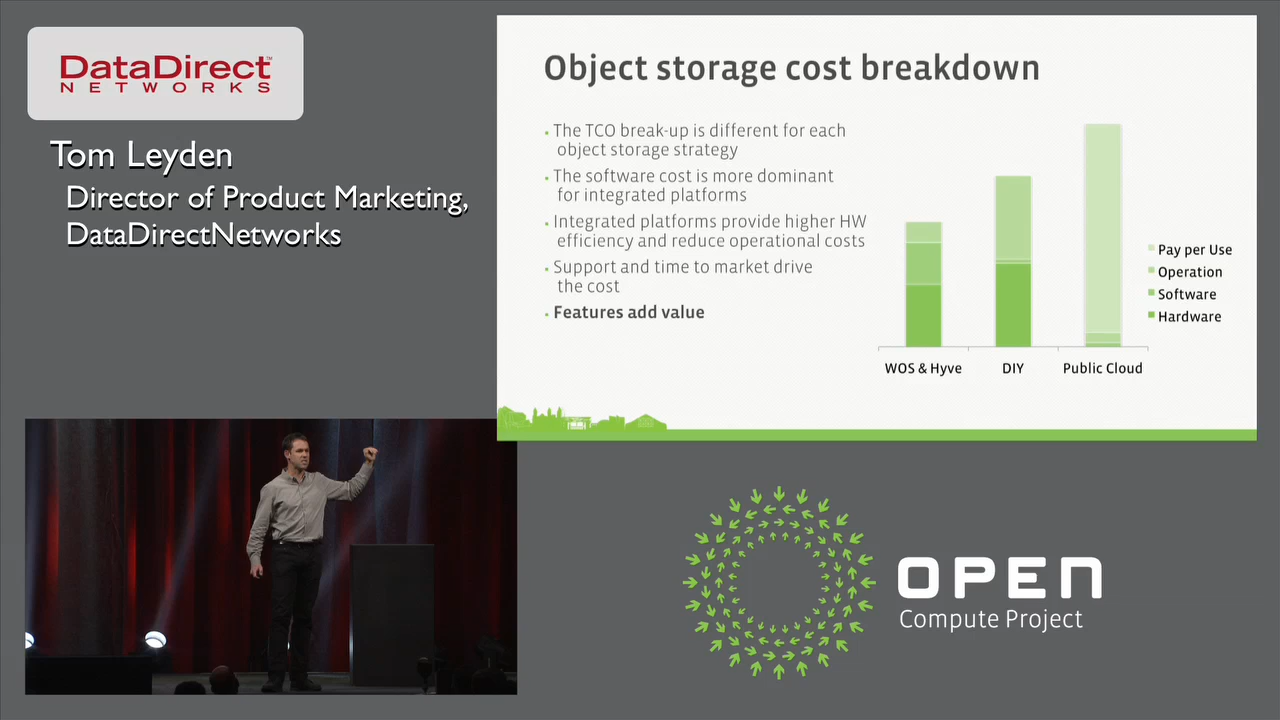 DataDirect™
NETWORKS
Tom Leyden
Director of Product Marketing,
DataDirectNetworks
Object storage cost breakdown
• The TCO break-up is different for each
object storage strategy
• The software cost is more dominant
for integrated platforms
• Integrated platforms provide higher HW
efficiency and reduce operational costs
• Support and time to market drive
the cost
• Features add value
Pay per Use
Operation
Software
Hardware
WOS & Hyve
DIY
Public Cloud
OPEN
Compute Project